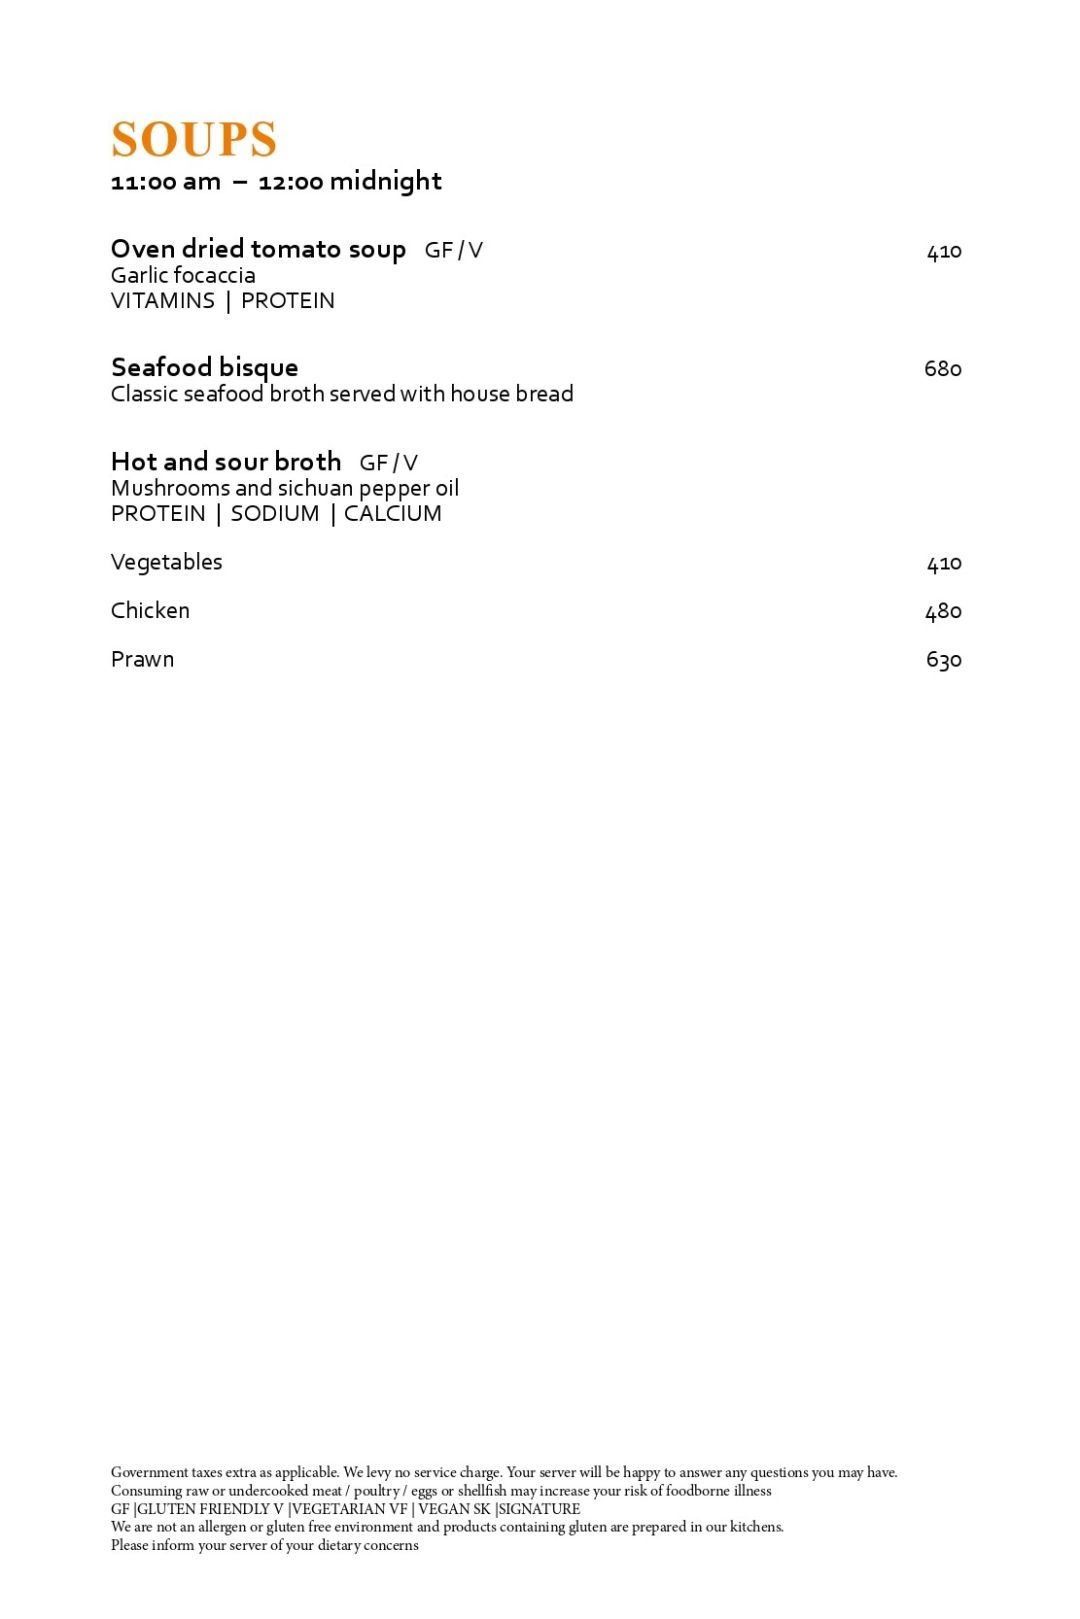 SOUPS
11:00 am – 12:00 midnight
Oven dried tomato soup GF / V 410
Garlic focaccia
VITAMINS | PROTEIN
Seafood bisque 680
Classic seafood broth served with house bread
Hot and sour broth GF / V
Mushrooms and sichuan pepper oil
PROTEIN | SODIUM | CALCIUM
Vegetables 410
Chicken 480
Prawn 630
Government taxes extra as applicable. We levy no service charge. Your server will be happy to answer any questions you may have.
Consuming raw or undercooked meat / poultry / eggs or shellfish may increase your risk of foodborne illness
GF |GLUTEN FRIENDLY V |VEGETARIAN VF | VEGAN SK |SIGNATURE
We are not an allergen or gluten free environment and products containing gluten are prepared in our kitchens.
Please inform your server of your dietary concerns